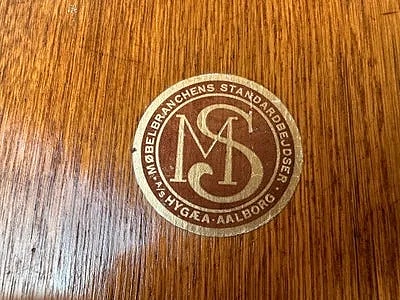 MØBELBRANCHENS STANDARDBEJDSER
MS
A/S HYGÆA · AALBORG